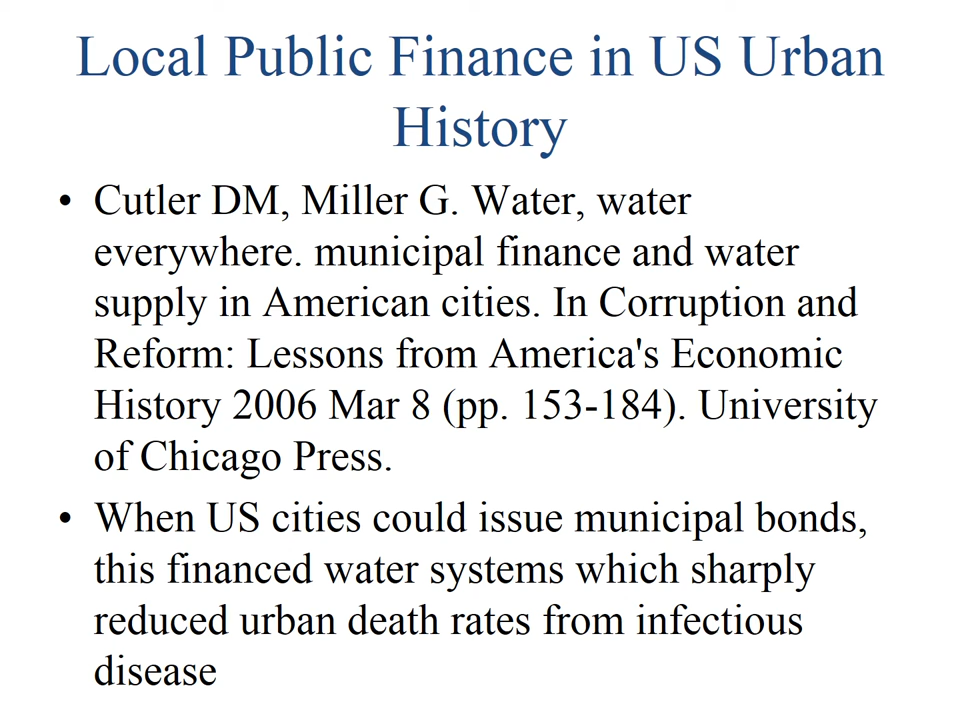 Local Public Finance in US Urban
History
• Cutler DM, Miller G. Water, water
everywhere. municipal finance and water
supply in American cities. In Corruption and
Reform: Lessons from America's Economic
History 2006 Mar 8 (pp. 153-184). University
of Chicago Press.
• When US cities could issue municipal bonds,
this financed water systems which sharply
reduced urban death rates from infectious
disease